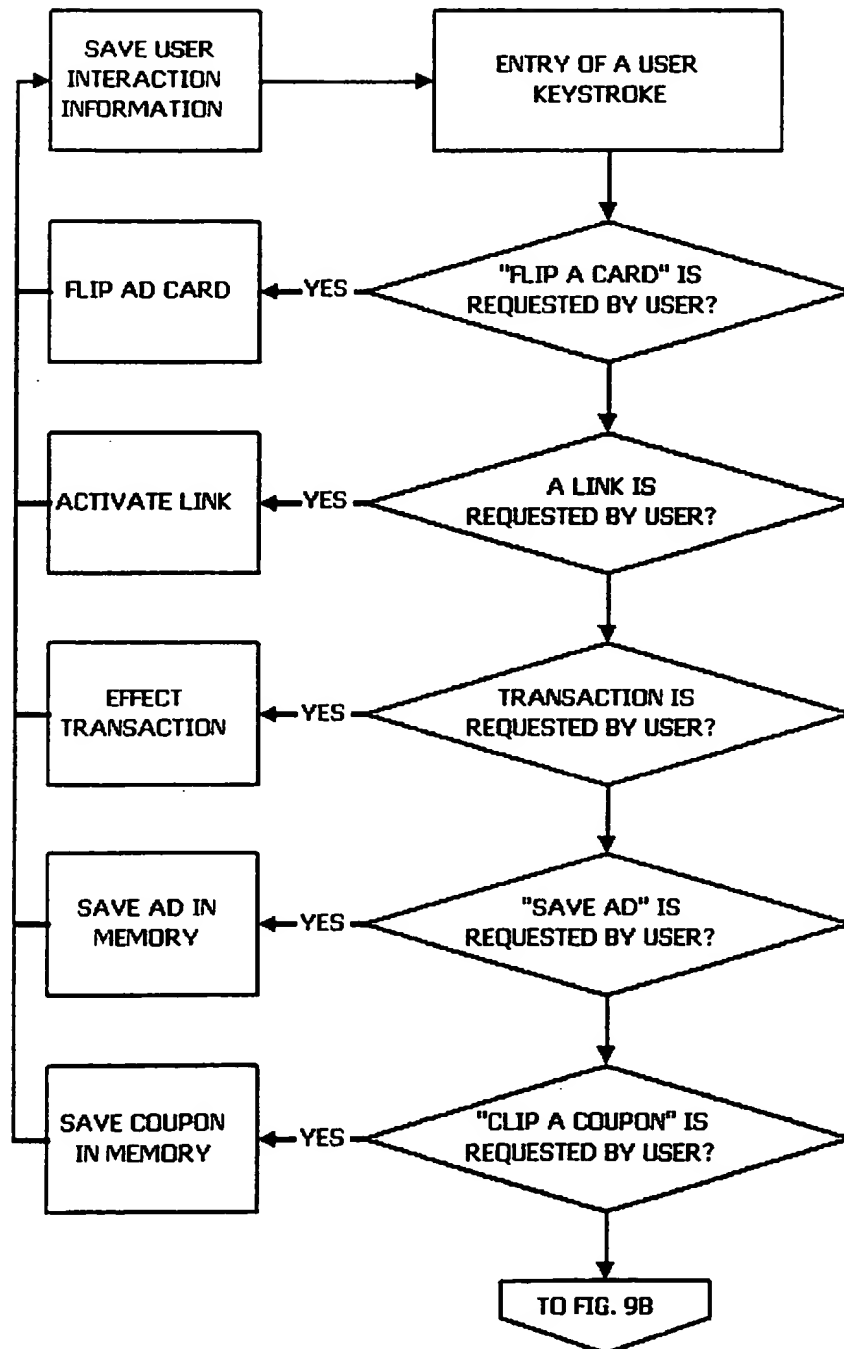 SAVE USER
INTERACTION
INFORMATION
ENTRY OF A USER
KEYSTROKE
FLIP AD CARD
YES
"FLIP A CARD" IS
REQUESTED BY USER?
ACTIVATE LINK
YES
A LINK IS
REQUESTED BY USER?
EFFECT
TRANSACTION
YES
TRANSACTION IS
REQUESTED BY USER?
SAVE AD IN
MEMORY
YES
"SAVE AD" IS
REQUESTED BY USER?
SAVE COUPON
IN MEMORY
YES
"CLIP A COUPON" IS
REQUESTED BY USER?
TO FIG. 9B